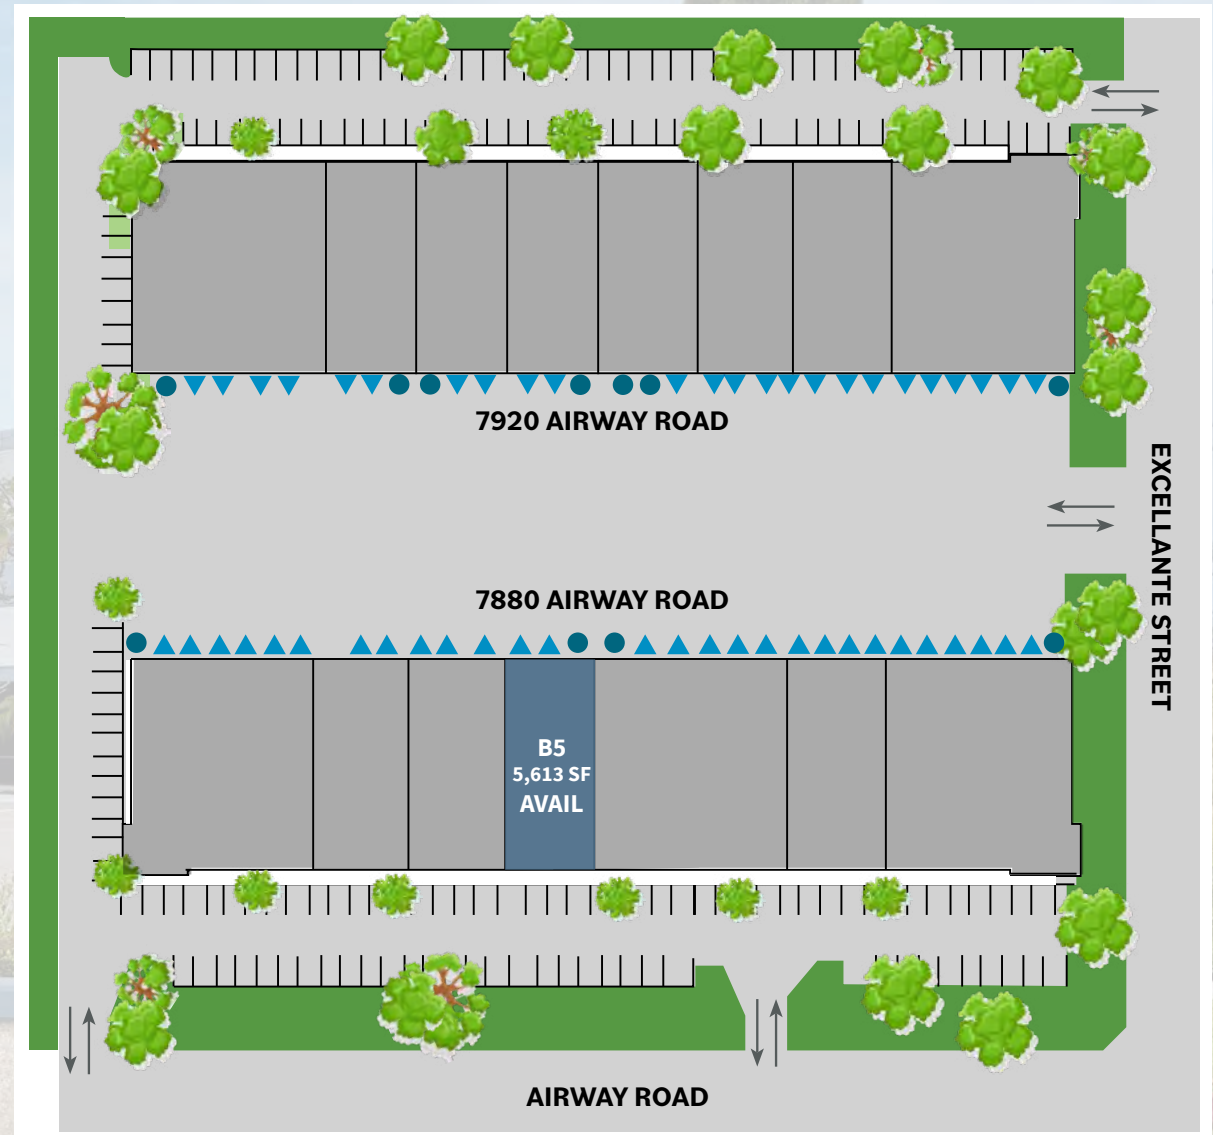 7920 AIRWAY ROAD
EXCELLANTE STREET
7880 AIRWAY ROAD
B5
5,613 SF
AVAIL
AIRWAY ROAD